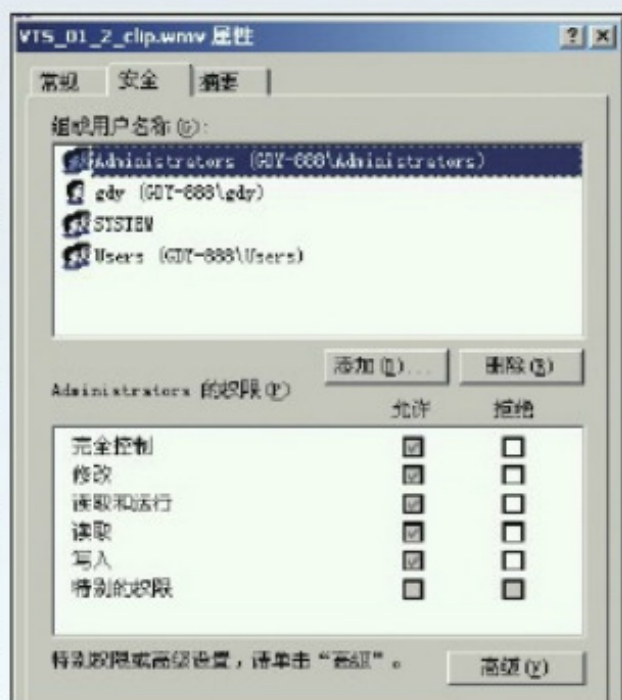 VTS_01_2_clip.wmv 属性
常规 安全 摘要
组或用户名称(G):
Administrators (GDY-888\Administrators)
gdy (GDY-888\gdy)
SYSTEM
Users (GDY-888\Users)
添加(D)... 删除(R)
Administrators 的权限(P) 允许 拒绝
完全控制
修改
读取和运行
读取
写入
特别的权限
特别权限或高级设置，请单击“高级”。 高级(V)